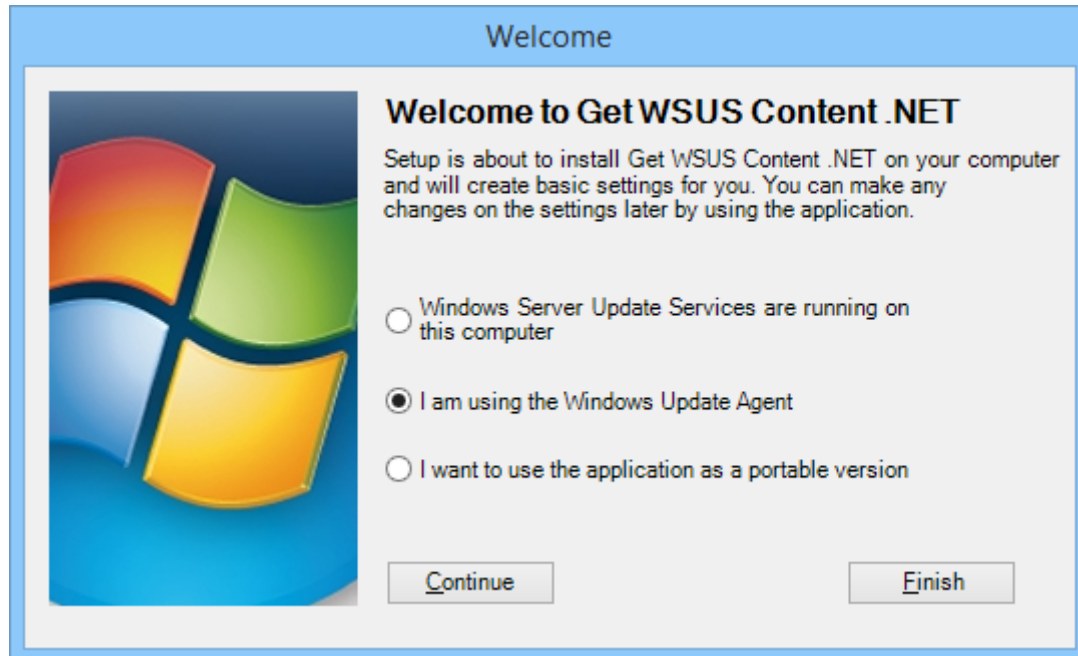 Welcome
Welcome to Get WSUS Content .NET
Setup is about to install Get WSUS Content .NET on your computer
and will create basic settings for you. You can make any
changes on the settings later by using the application.
Windows Server Update Services are running on
this computer
I am using the Windows Update Agent
I want to use the application as a portable version
Continue
Finish